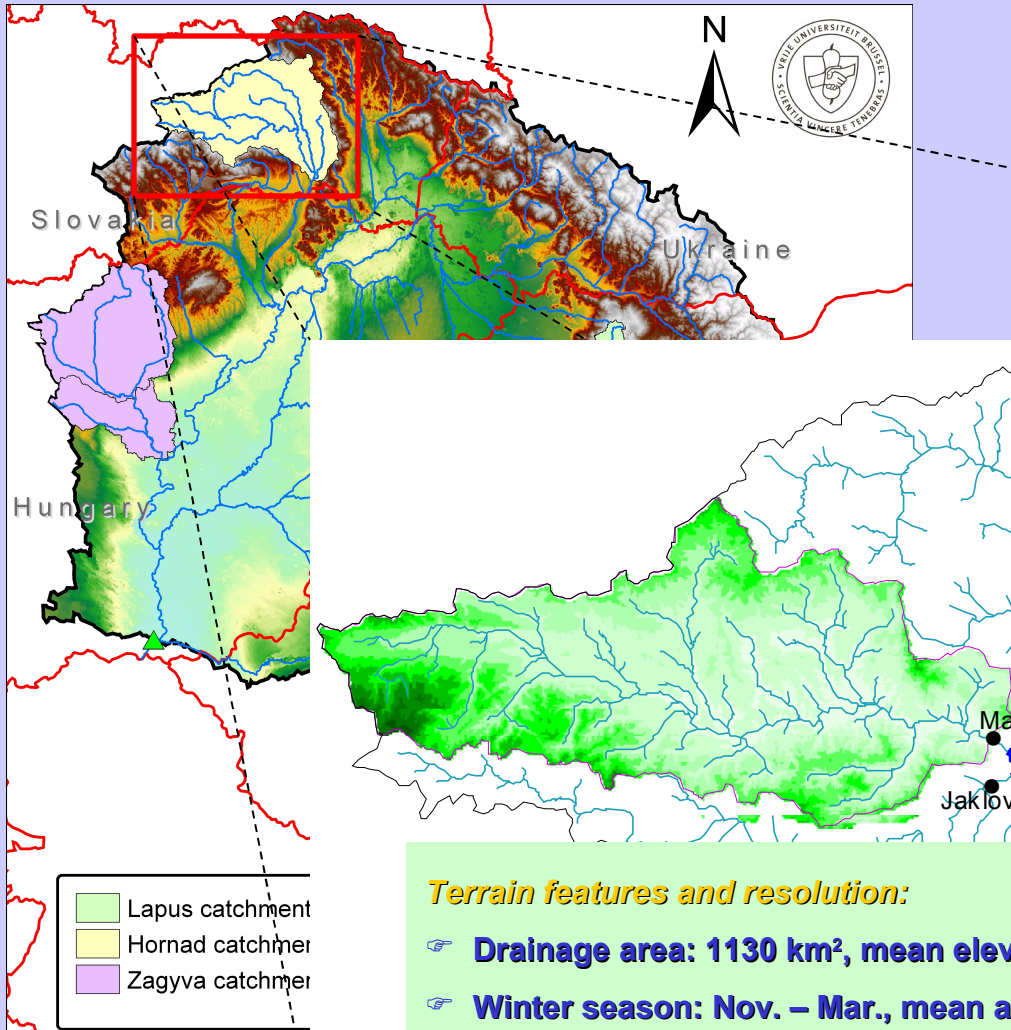 N
VRIJE UNIVERSITEIT BRUSSEL
SCIENTIA VINCERE TENEBRAS
Slovakia
Ukraine
Hungary
Ma
Jaklov
Lapus catchment
Hornad catchmen
Zagyva catchmen
Terrain features and resolution:
☞ Drainage area: 1130 km², mean elev
☞ Winter season: Nov. – Mar., mean a